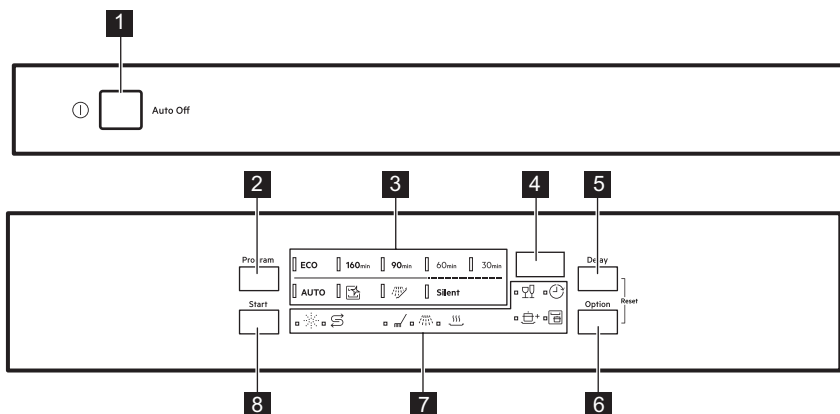 1
Auto Off
2 3 4 5
Program Delay
ECO 160min 90min 60min 30min
AUTO Silent
Start Option Reset
8 7 6